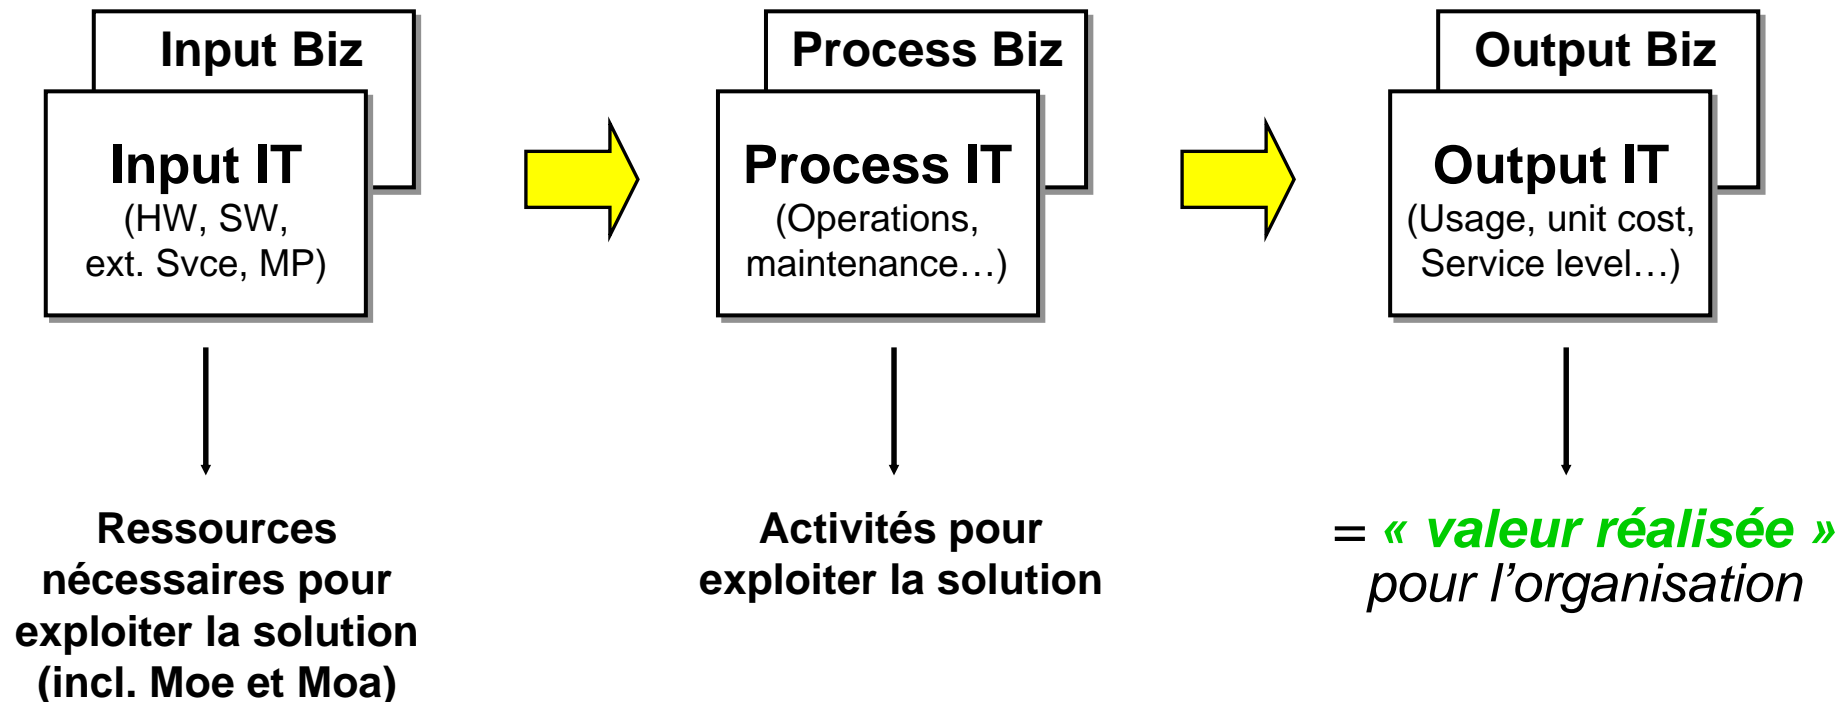 Input Biz
Input IT
(HW, SW,
ext. Svce, MP)
Process Biz
Process IT
(Operations,
maintenance…)
Output Biz
Output IT
(Usage, unit cost,
Service level…)
Ressources
nécessaires pour
exploiter la solution
(incl. Moe et Moa)
Activités pour
exploiter la solution
= « valeur réalisée »
pour l’organisation